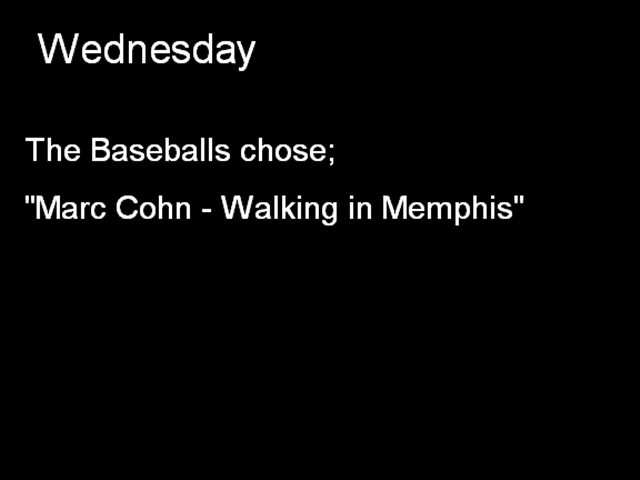 Wednesday
The Baseballs chose;
"Marc Cohn - Walking in Memphis"